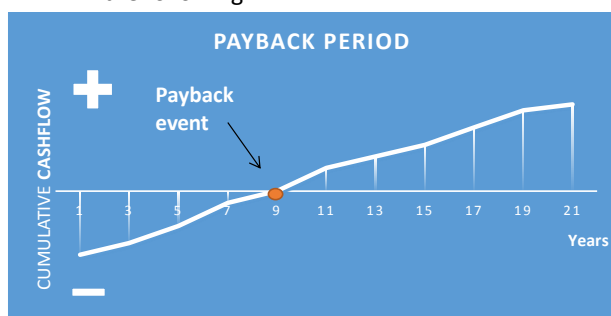 PAYBACK PERIOD
Payback
event
CUMULATIVE CASHFLOW
1 3 5 7 9 11 13 15 17 19 21
Years